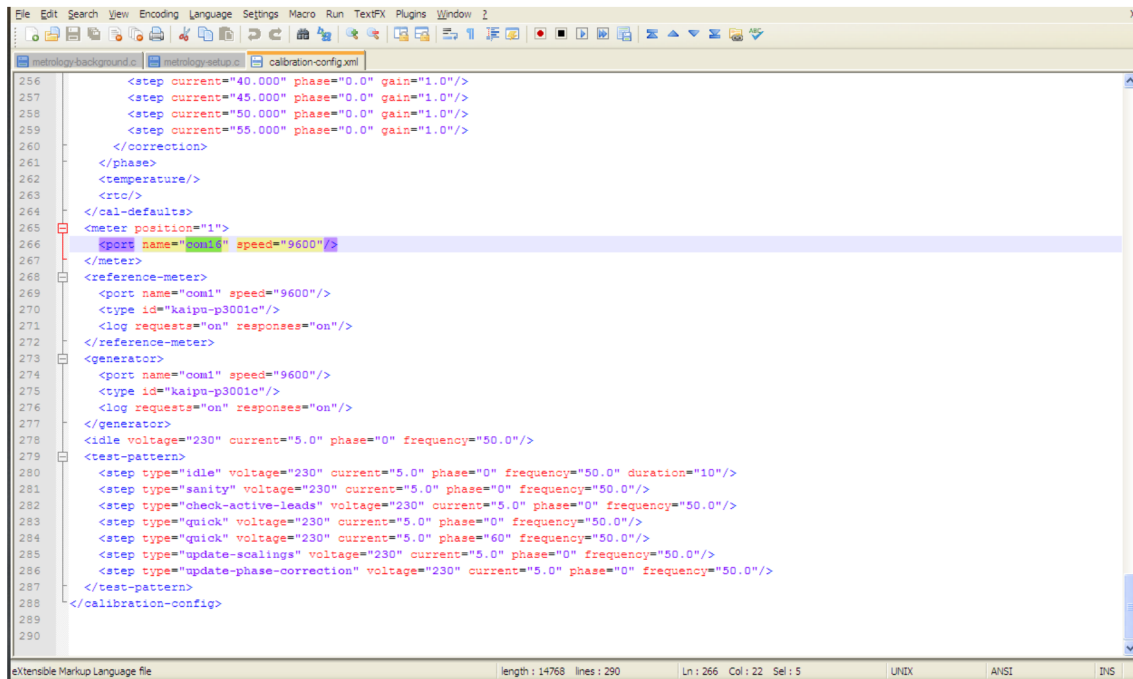 File Edit Search View Encoding Language Settings Macro Run TextFX Plugins Window ?
metrology-background.c metrology-setup.c calibration-config.xml
256 <step current="40.000" phase="0.0" gain="1.0"/>
257 <step current="45.000" phase="0.0" gain="1.0"/>
258 <step current="50.000" phase="0.0" gain="1.0"/>
259 <step current="55.000" phase="0.0" gain="1.0"/>
260 </correction>
261 </phase>
262 <temperature/>
263 <rtc/>
264 </cal-defaults>
265 <meter position="1">
266 <port name="com16" speed="9600"/>
267 </meter>
268 <reference-meter>
269 <port name="com1" speed="9600"/>
270 <type id="kaipu-p3001c"/>
271 <log requests="on" responses="on"/>
272 </reference-meter>
273 <generator>
274 <port name="com1" speed="9600"/>
275 <type id="kaipu-p3001c"/>
276 <log requests="on" responses="on"/>
277 </generator>
278 <idle voltage="230" current="5.0" phase="0" frequency="50.0"/>
279 <test-pattern>
280 <step type="idle" voltage="230" current="5.0" phase="0" frequency="50.0" duration="10"/>
281 <step type="sanity" voltage="230" current="5.0" phase="0" frequency="50.0"/>
282 <step type="check-active-leads" voltage="230" current="5.0" phase="0" frequency="50.0"/>
283 <step type="quick" voltage="230" current="5.0" phase="0" frequency="50.0"/>
284 <step type="quick" voltage="230" current="5.0" phase="60" frequency="50.0"/>
285 <step type="update-scalings" voltage="230" current="5.0" phase="0" frequency="50.0"/>
286 <step type="update-phase-correction" voltage="230" current="5.0" phase="0" frequency="50.0"/>
287 </test-pattern>
288 </calibration-config>
289
290
eXtensible Markup Language file length : 14768 lines : 290 Ln : 266 Col : 22 Sel : 5 UNIX ANSI INS